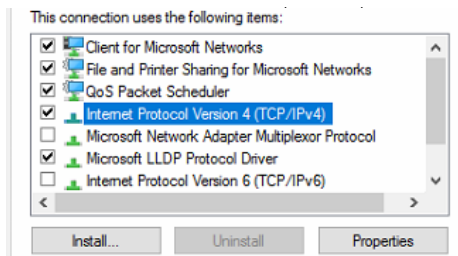 This connection uses the following items:
Client for Microsoft Networks
File and Printer Sharing for Microsoft Networks
QoS Packet Scheduler
Internet Protocol Version 4 (TCP/IPv4)
Microsoft Network Adapter Multiplexor Protocol
Microsoft LLDP Protocol Driver
Internet Protocol Version 6 (TCP/IPv6)
Install... Uninstall Properties